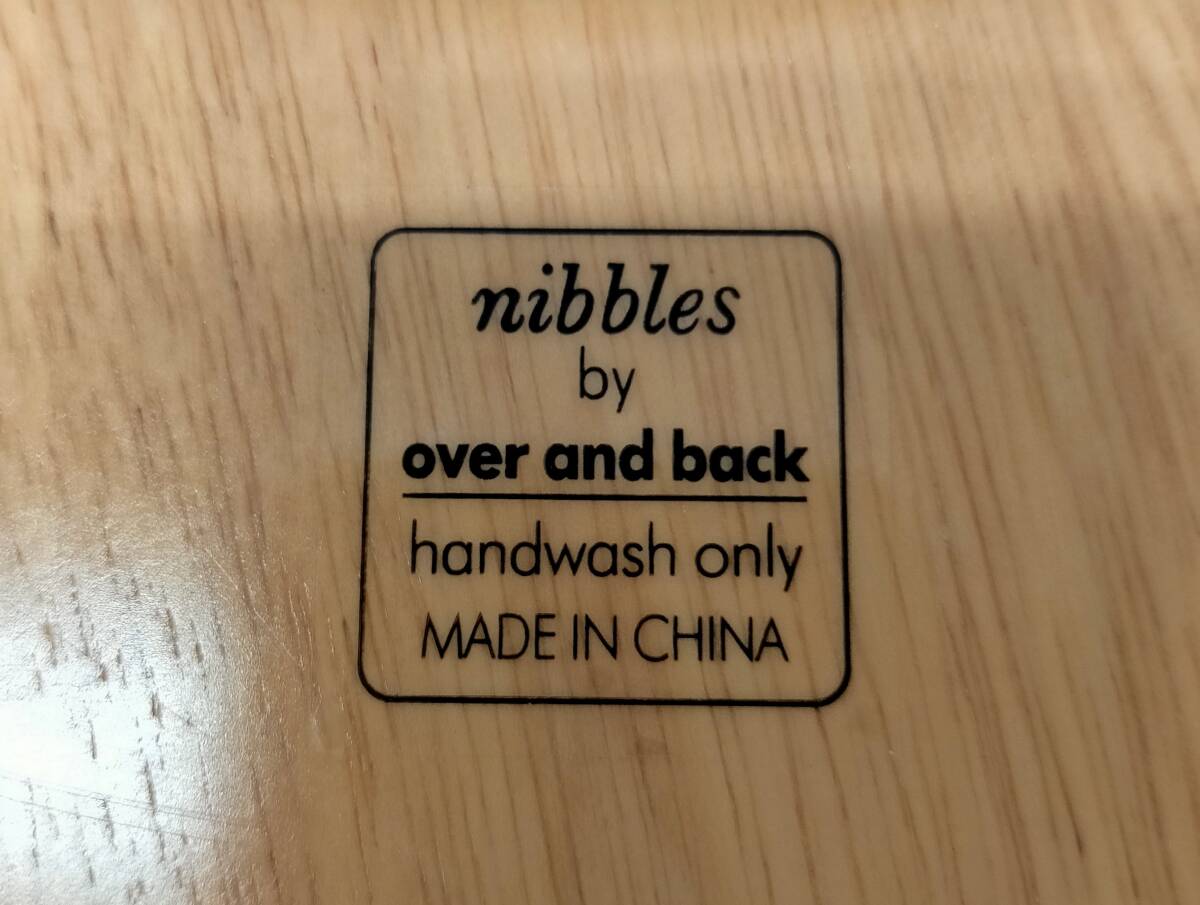 nibbles
by
over and back
handwash only
MADE IN CHINA